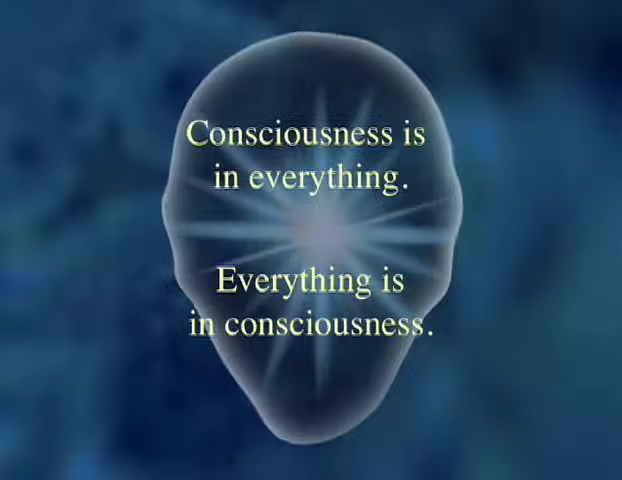 Consciousness is
in everything.
Everything is
in consciousness.